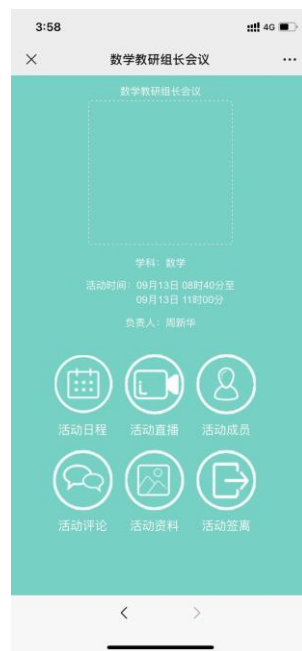 3:58
4G
数学教研组长会议
数学教研组长会议
学科：数学
活动时间：09月13日 08时40分至
09月13日 11时00分
负责人：周新华
活动日程
活动直播
活动成员
活动评论
活动资料
活动签离